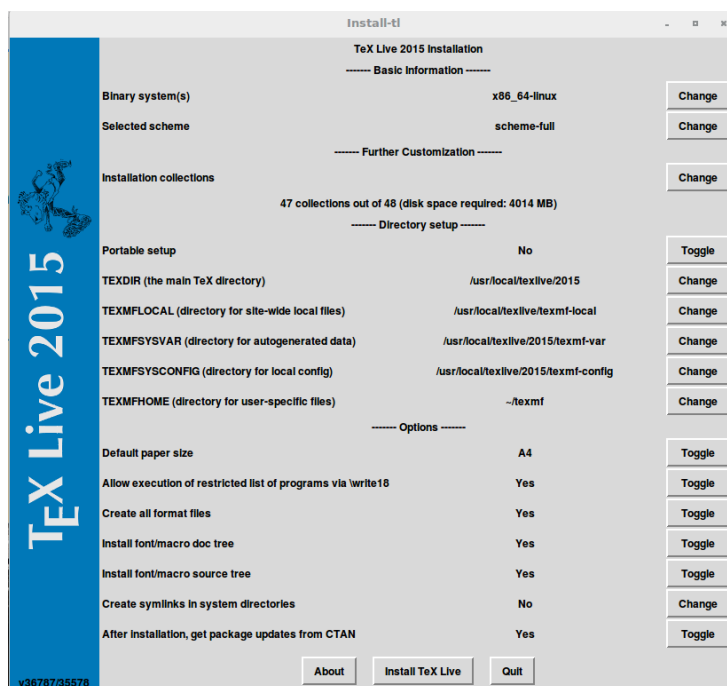 Install-tl
TeX Live 2015 Installation
------- Basic Information -------
Binary system(s) x86_64-linux Change
Selected scheme scheme-full Change
------- Further Customization -------
Installation collections Change
47 collections out of 48 (disk space required: 4014 MB)
------- Directory setup -------
Portable setup No Toggle
TEXDIR (the main TeX directory) /usr/local/texlive/2015 Change
TEXMFLOCAL (directory for site-wide local files) /usr/local/texlive/texmf-local Change
TEXMFSYSVAR (directory for autogenerated data) /usr/local/texlive/2015/texmf-var Change
TEXMFSYSCONFIG (directory for local config) /usr/local/texlive/2015/texmf-config Change
TEXMFHOME (directory for user-specific files) ~/texmf Change
------- Options -------
Default paper size A4 Toggle
Allow execution of restricted list of programs via \write18 Yes Toggle
Create all format files Yes Toggle
Install font/macro doc tree Yes Toggle
Install font/macro source tree Yes Toggle
Create symlinks in system directories No Change
After installation, get package updates from CTAN Yes Toggle
About Install TeX Live Quit
TEX Live 2015
v36787/35578